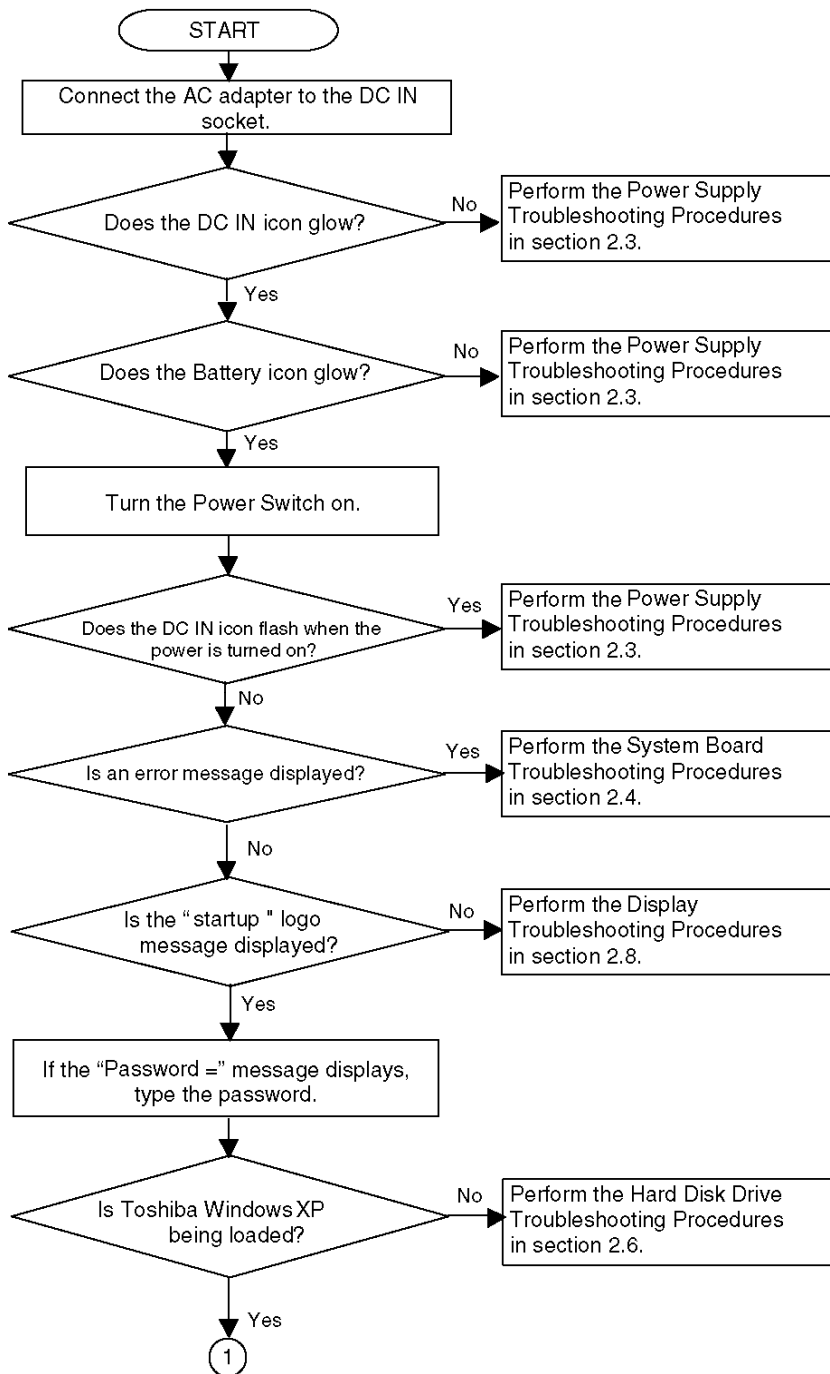 START
Connect the AC adapter to the DC IN
socket.
Does the DC IN icon glow?
No
Perform the Power Supply
Troubleshooting Procedures
in section 2.3.
Yes
Does the Battery icon glow?
No
Perform the Power Supply
Troubleshooting Procedures
in section 2.3.
Yes
Turn the Power Switch on.
Does the DC IN icon flash when the
power is turned on?
Yes
Perform the Power Supply
Troubleshooting Procedures
in section 2.3.
No
Is an error message displayed?
Yes
Perform the System Board
Troubleshooting Procedures
in section 2.4.
No
Is the “startup " logo
message displayed?
No
Perform the Display
Troubleshooting Procedures
in section 2.8.
Yes
If the “Password =” message displays,
type the password.
Is Toshiba Windows XP
being loaded?
No
Perform the Hard Disk Drive
Troubleshooting Procedures
in section 2.6.
Yes
1